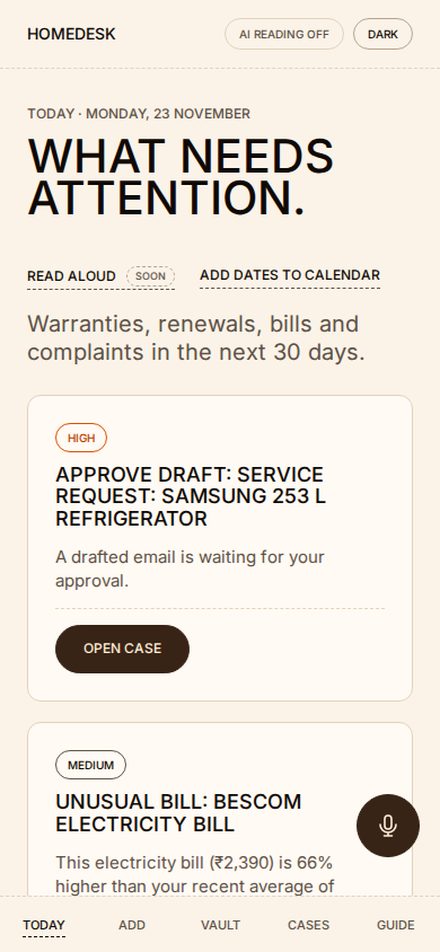 HOMEDESK
AI READING OFF
DARK
TODAY · MONDAY, 23 NOVEMBER
WHAT NEEDS
ATTENTION.
READ ALOUD SOON
ADD DATES TO CALENDAR
Warranties, renewals, bills and
complaints in the next 30 days.
HIGH
APPROVE DRAFT: SERVICE
REQUEST: SAMSUNG 253 L
REFRIGERATOR
A drafted email is waiting for your
approval.
OPEN CASE
MEDIUM
UNUSUAL BILL: BESCOM
ELECTRICITY BILL
This electricity bill (₹2,390) is 66%
higher than your recent average of
TODAY
ADD
VAULT
CASES
GUIDE